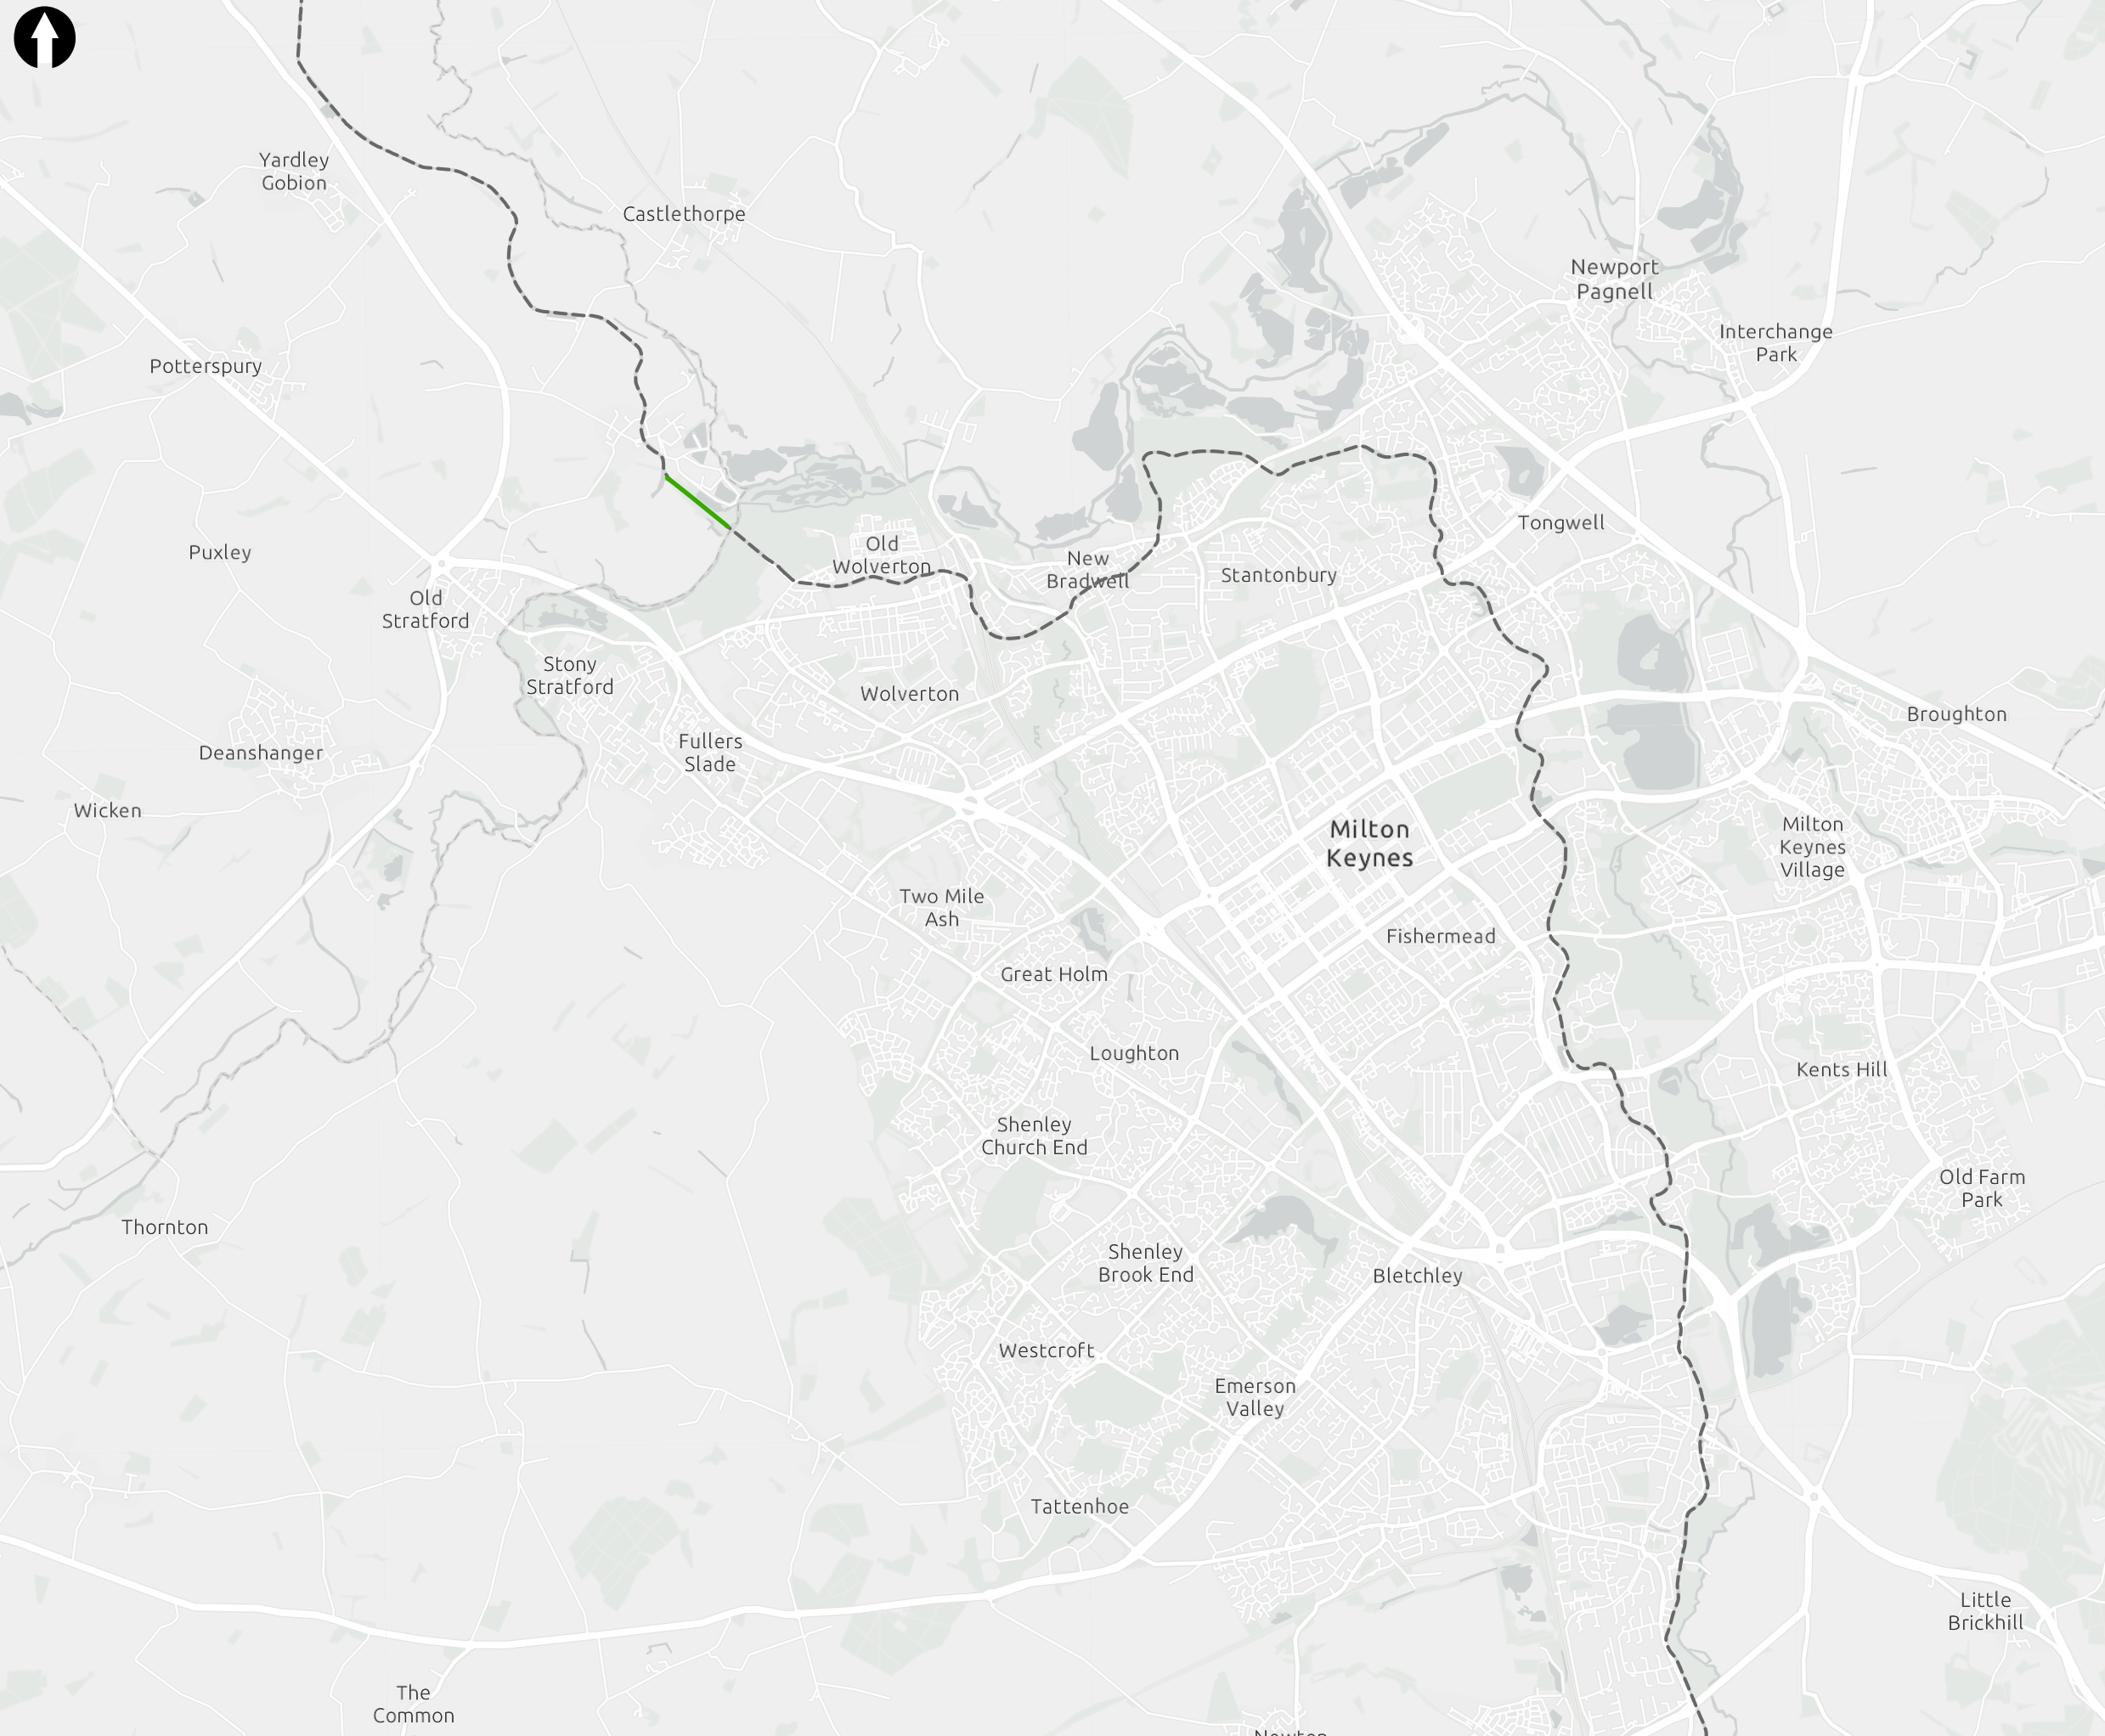 Yardley
Gobion
Castlethorpe
Newport
Pagnell
Interchange
Park
Potterspury
Tongwell
Puxley
Old
Wolverton
New
Bradwell
Stantonbury
Old
Stratford
Stony
Stratford
Wolverton
Broughton
Fullers
Slade
Deanshanger
Wicken
Milton
Keynes
Milton
Keynes
Village
Two Mile
Ash
Fishermead
Great Holm
Loughton
Kents Hill
Shenley
Church End
Old Farm
Park
Thornton
Shenley
Brook End
Bletchley
Westcroft
Emerson
Valley
Tattenhoe
Little
Brickhill
The
Common